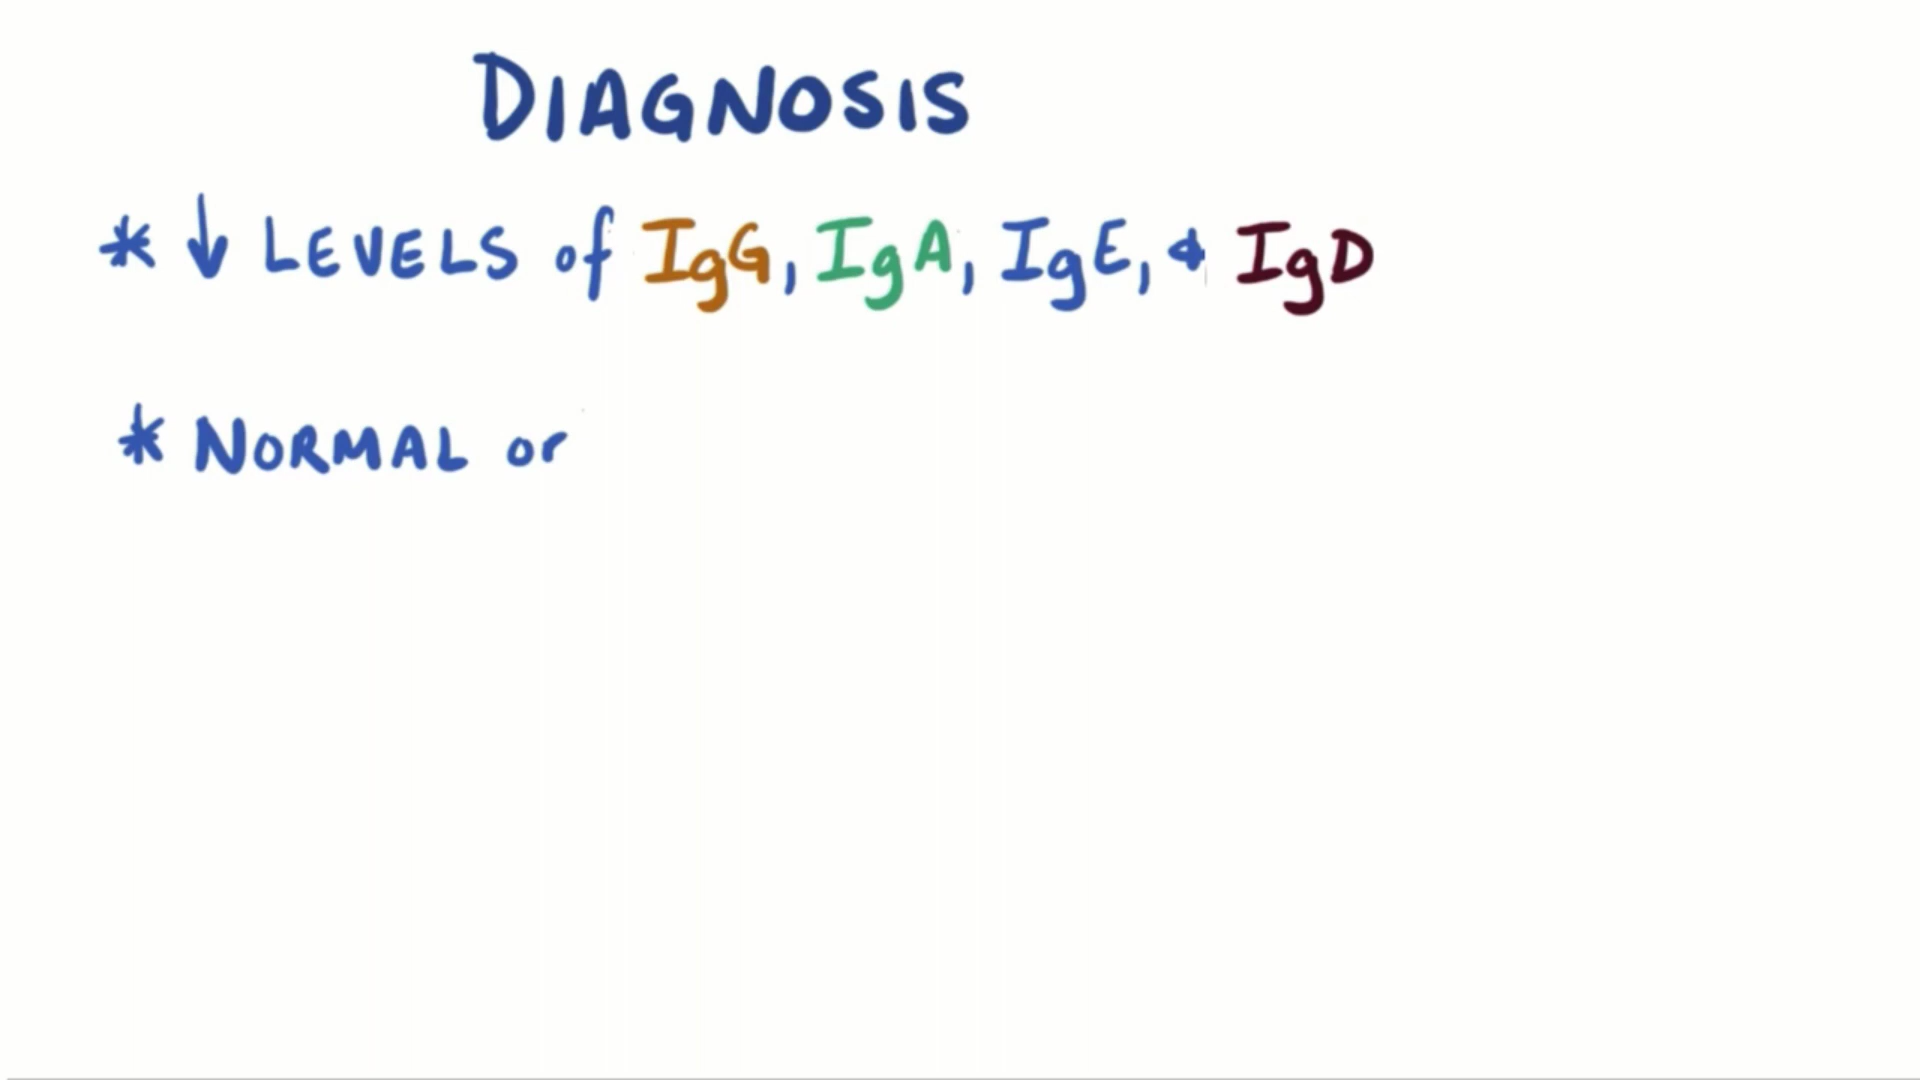 DIAGNOSIS
* ↓ LEVELS of IgG, IgA, IgE, & IgD
* NORMAL or